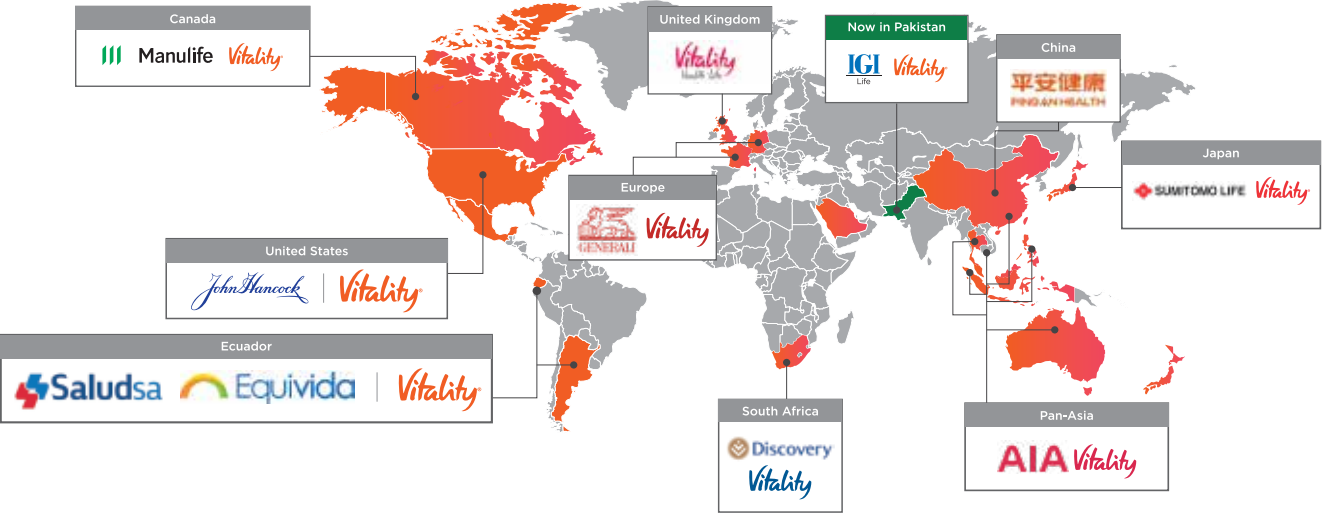 Canada
Manulife Vitality
United Kingdom
Vitality
Health Life
Now in Pakistan
IGI
Life
Vitality
China
平安健康
PINGAN HEALTH
Japan
SUMITOMO LIFE Vitality
Europe
GENERALI
Vitality
United States
John Hancock Vitality
Ecuador
Saludsa Equivida Vitality
South Africa
Discovery
Vitality
Pan-Asia
AIA Vitality